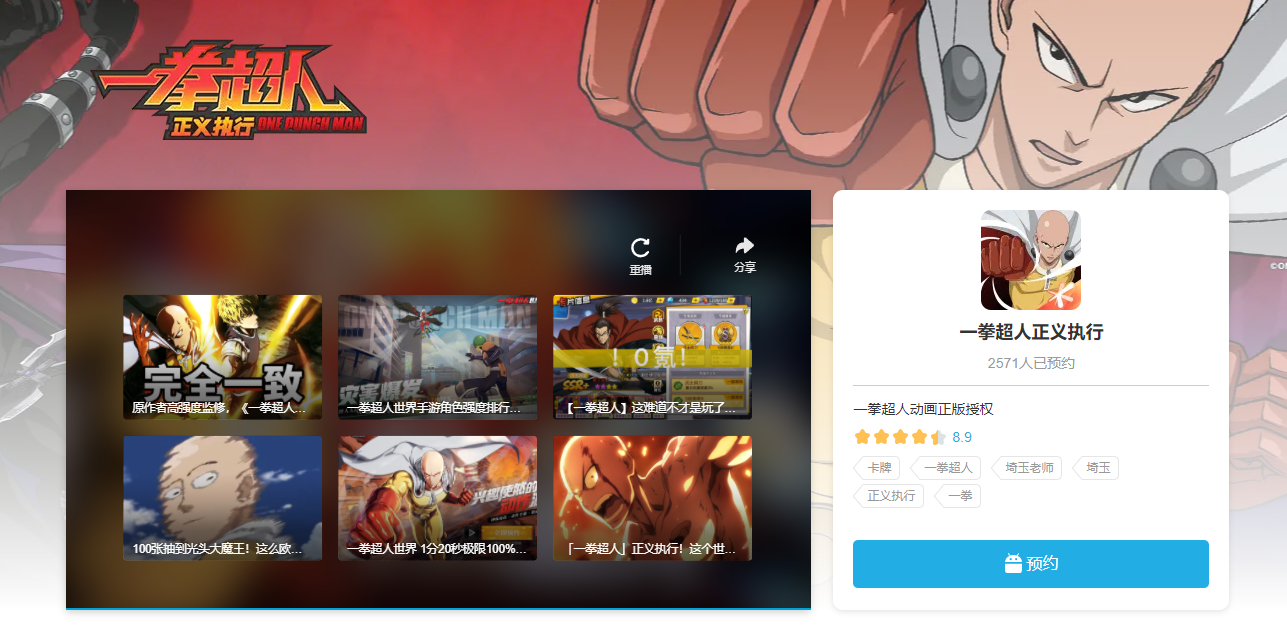 一拳超人
正义执行 ONE PUNCH MAN
重播
分享
完全一致
原作者高强度监修，《一拳超人…
灾害爆发
一拳超人世界手游角色强度排行…
！0氪！
SSR+
【一拳超人】这难道不才是玩了…
100张抽到光头大魔王！这么欧…
一拳超人世界 1分20秒极限100%…
「一拳超人」正义执行！这个世…
一拳超人正义执行
2571人已预约
一拳超人动画正版授权
8.9
卡牌
一拳超人
埼玉老师
埼玉
正义执行
一拳
预约